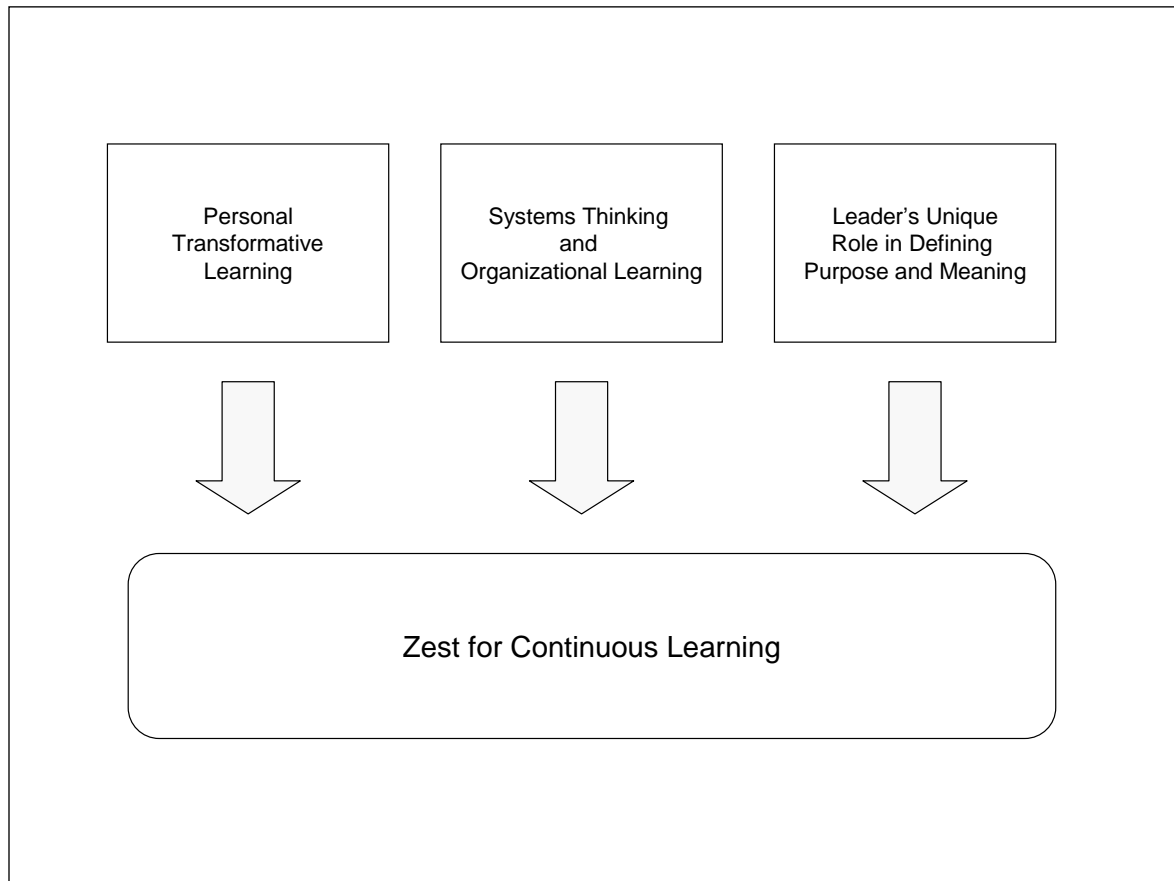 Personal
Transformative
Learning
Systems Thinking
and
Organizational Learning
Leader’s Unique
Role in Defining
Purpose and Meaning
Zest for Continuous Learning